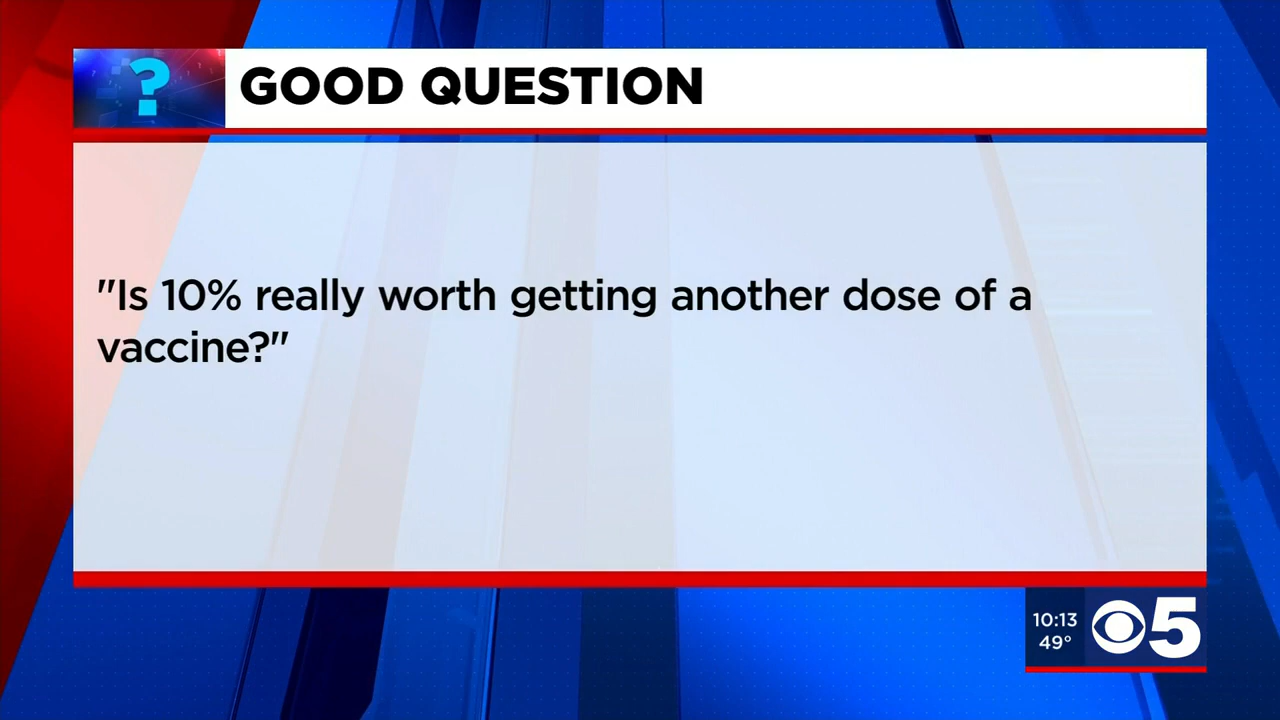 ?
GOOD QUESTION
"Is 10% really worth getting another dose of a
vaccine?"
10:13
49°
5